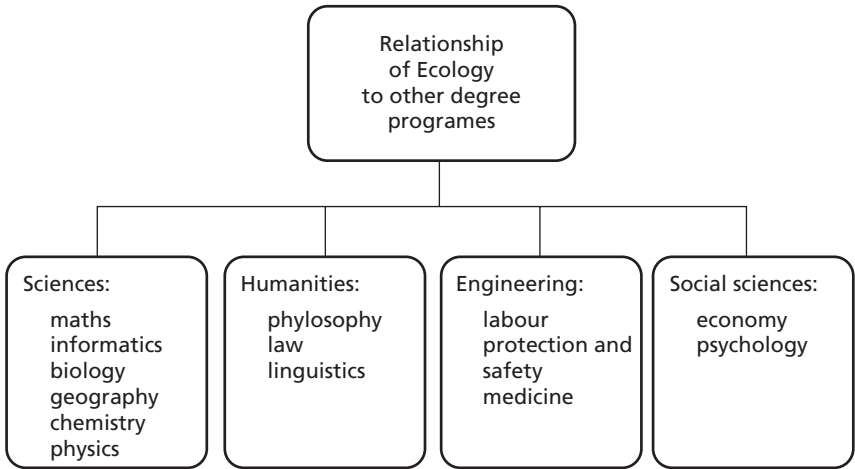 Relationship
of Ecology
to other degree
programes
Sciences:
maths
informatics
biology
geography
chemistry
physics
Humanities:
phylosophy
law
linguistics
Engineering:
labour
protection and
safety
medicine
Social sciences:
economy
psychology